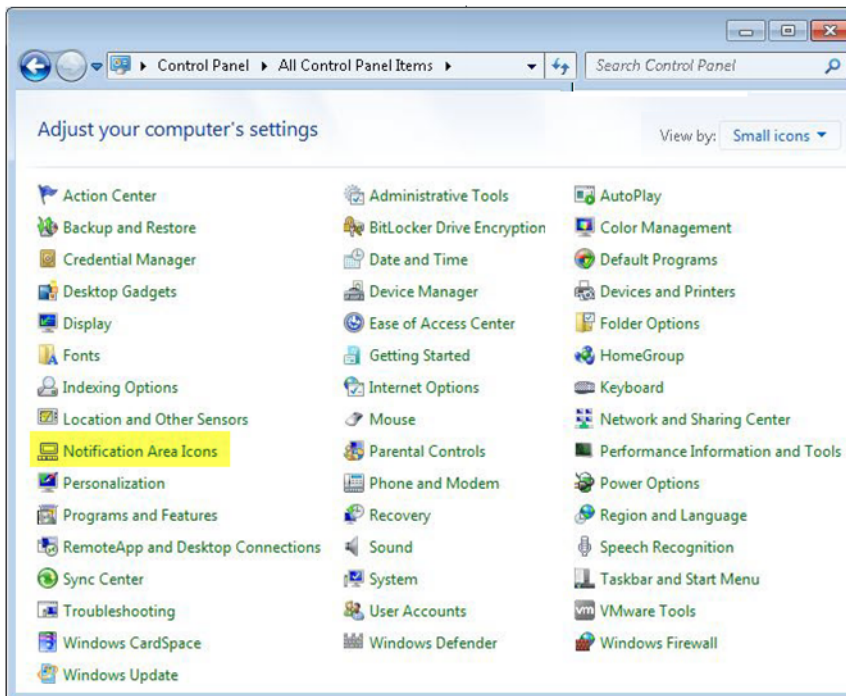 Control Panel All Control Panel Items Search Control Panel
Adjust your computer's settings
View by: Small icons
Action Center Administrative Tools AutoPlay
Backup and Restore BitLocker Drive Encryption Color Management
Credential Manager Date and Time Default Programs
Desktop Gadgets Device Manager Devices and Printers
Display Ease of Access Center Folder Options
Fonts Getting Started HomeGroup
Indexing Options Internet Options Keyboard
Location and Other Sensors Mouse Network and Sharing Center
Notification Area Icons Parental Controls Performance Information and Tools
Personalization Phone and Modem Power Options
Programs and Features Recovery Region and Language
RemoteApp and Desktop Connections Sound Speech Recognition
Sync Center System Taskbar and Start Menu
Troubleshooting User Accounts vm VMware Tools
Windows CardSpace Windows Defender Windows Firewall
Windows Update